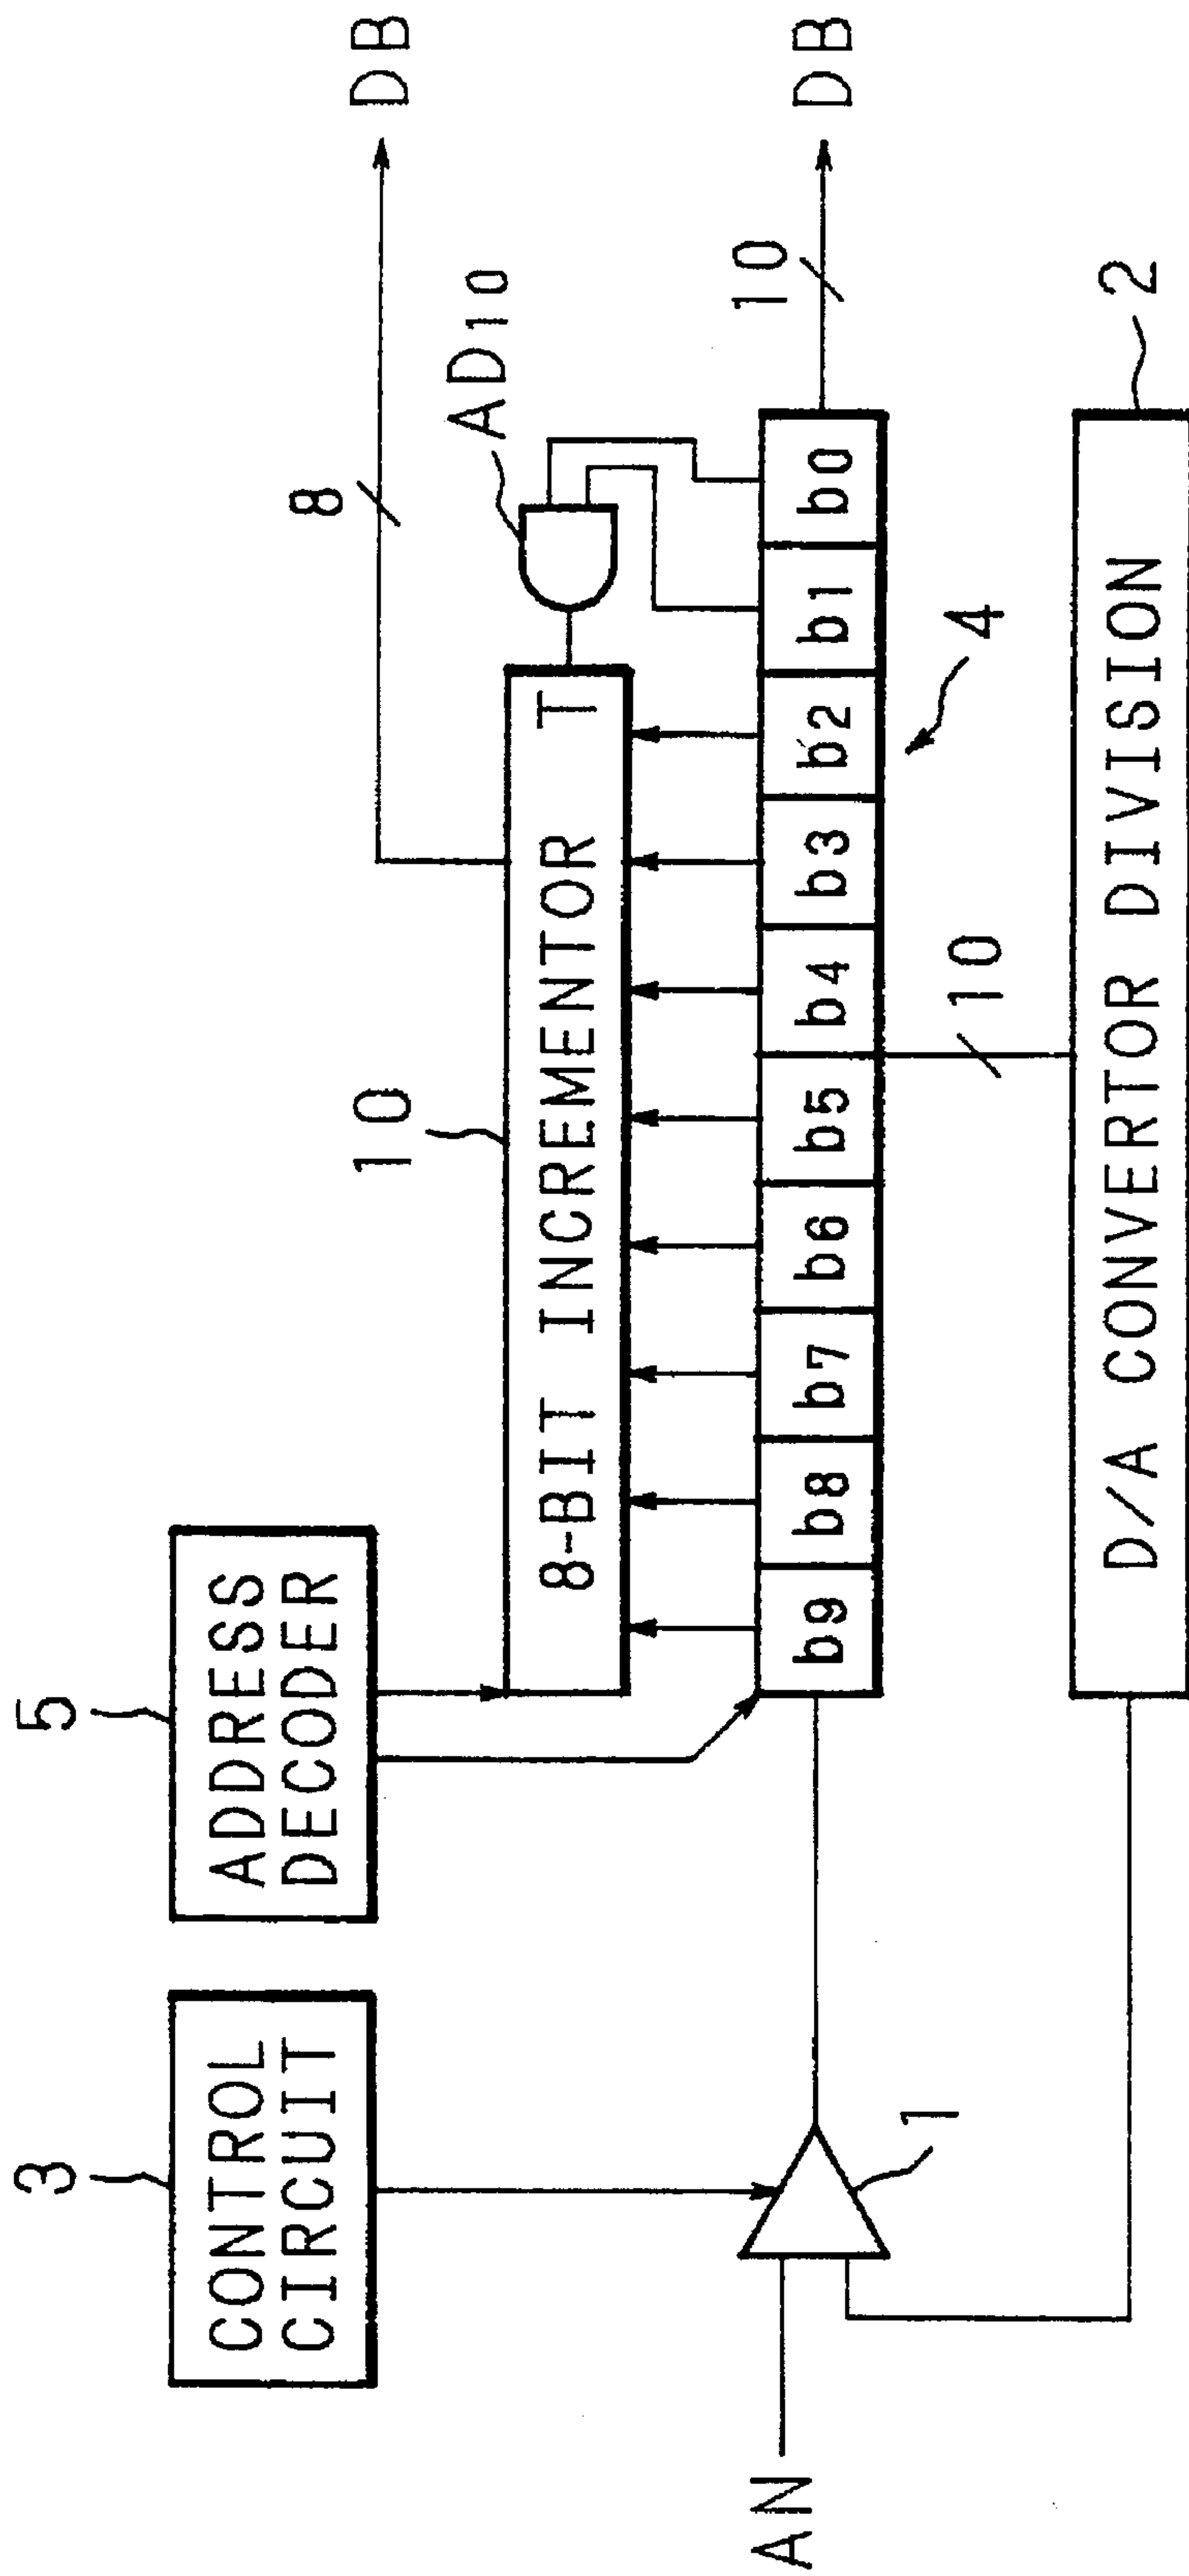 3
CONTROL
CIRCUIT
5
ADDRESS
DECODER
10
8-BIT INCREMENTOR T
8
DB
AD10
AN
1
b9 b8 b7 b6 b5 b4 b3 b2 b1 b0
10
DB
4
10
D/A CONVERTOR DIVISION
2